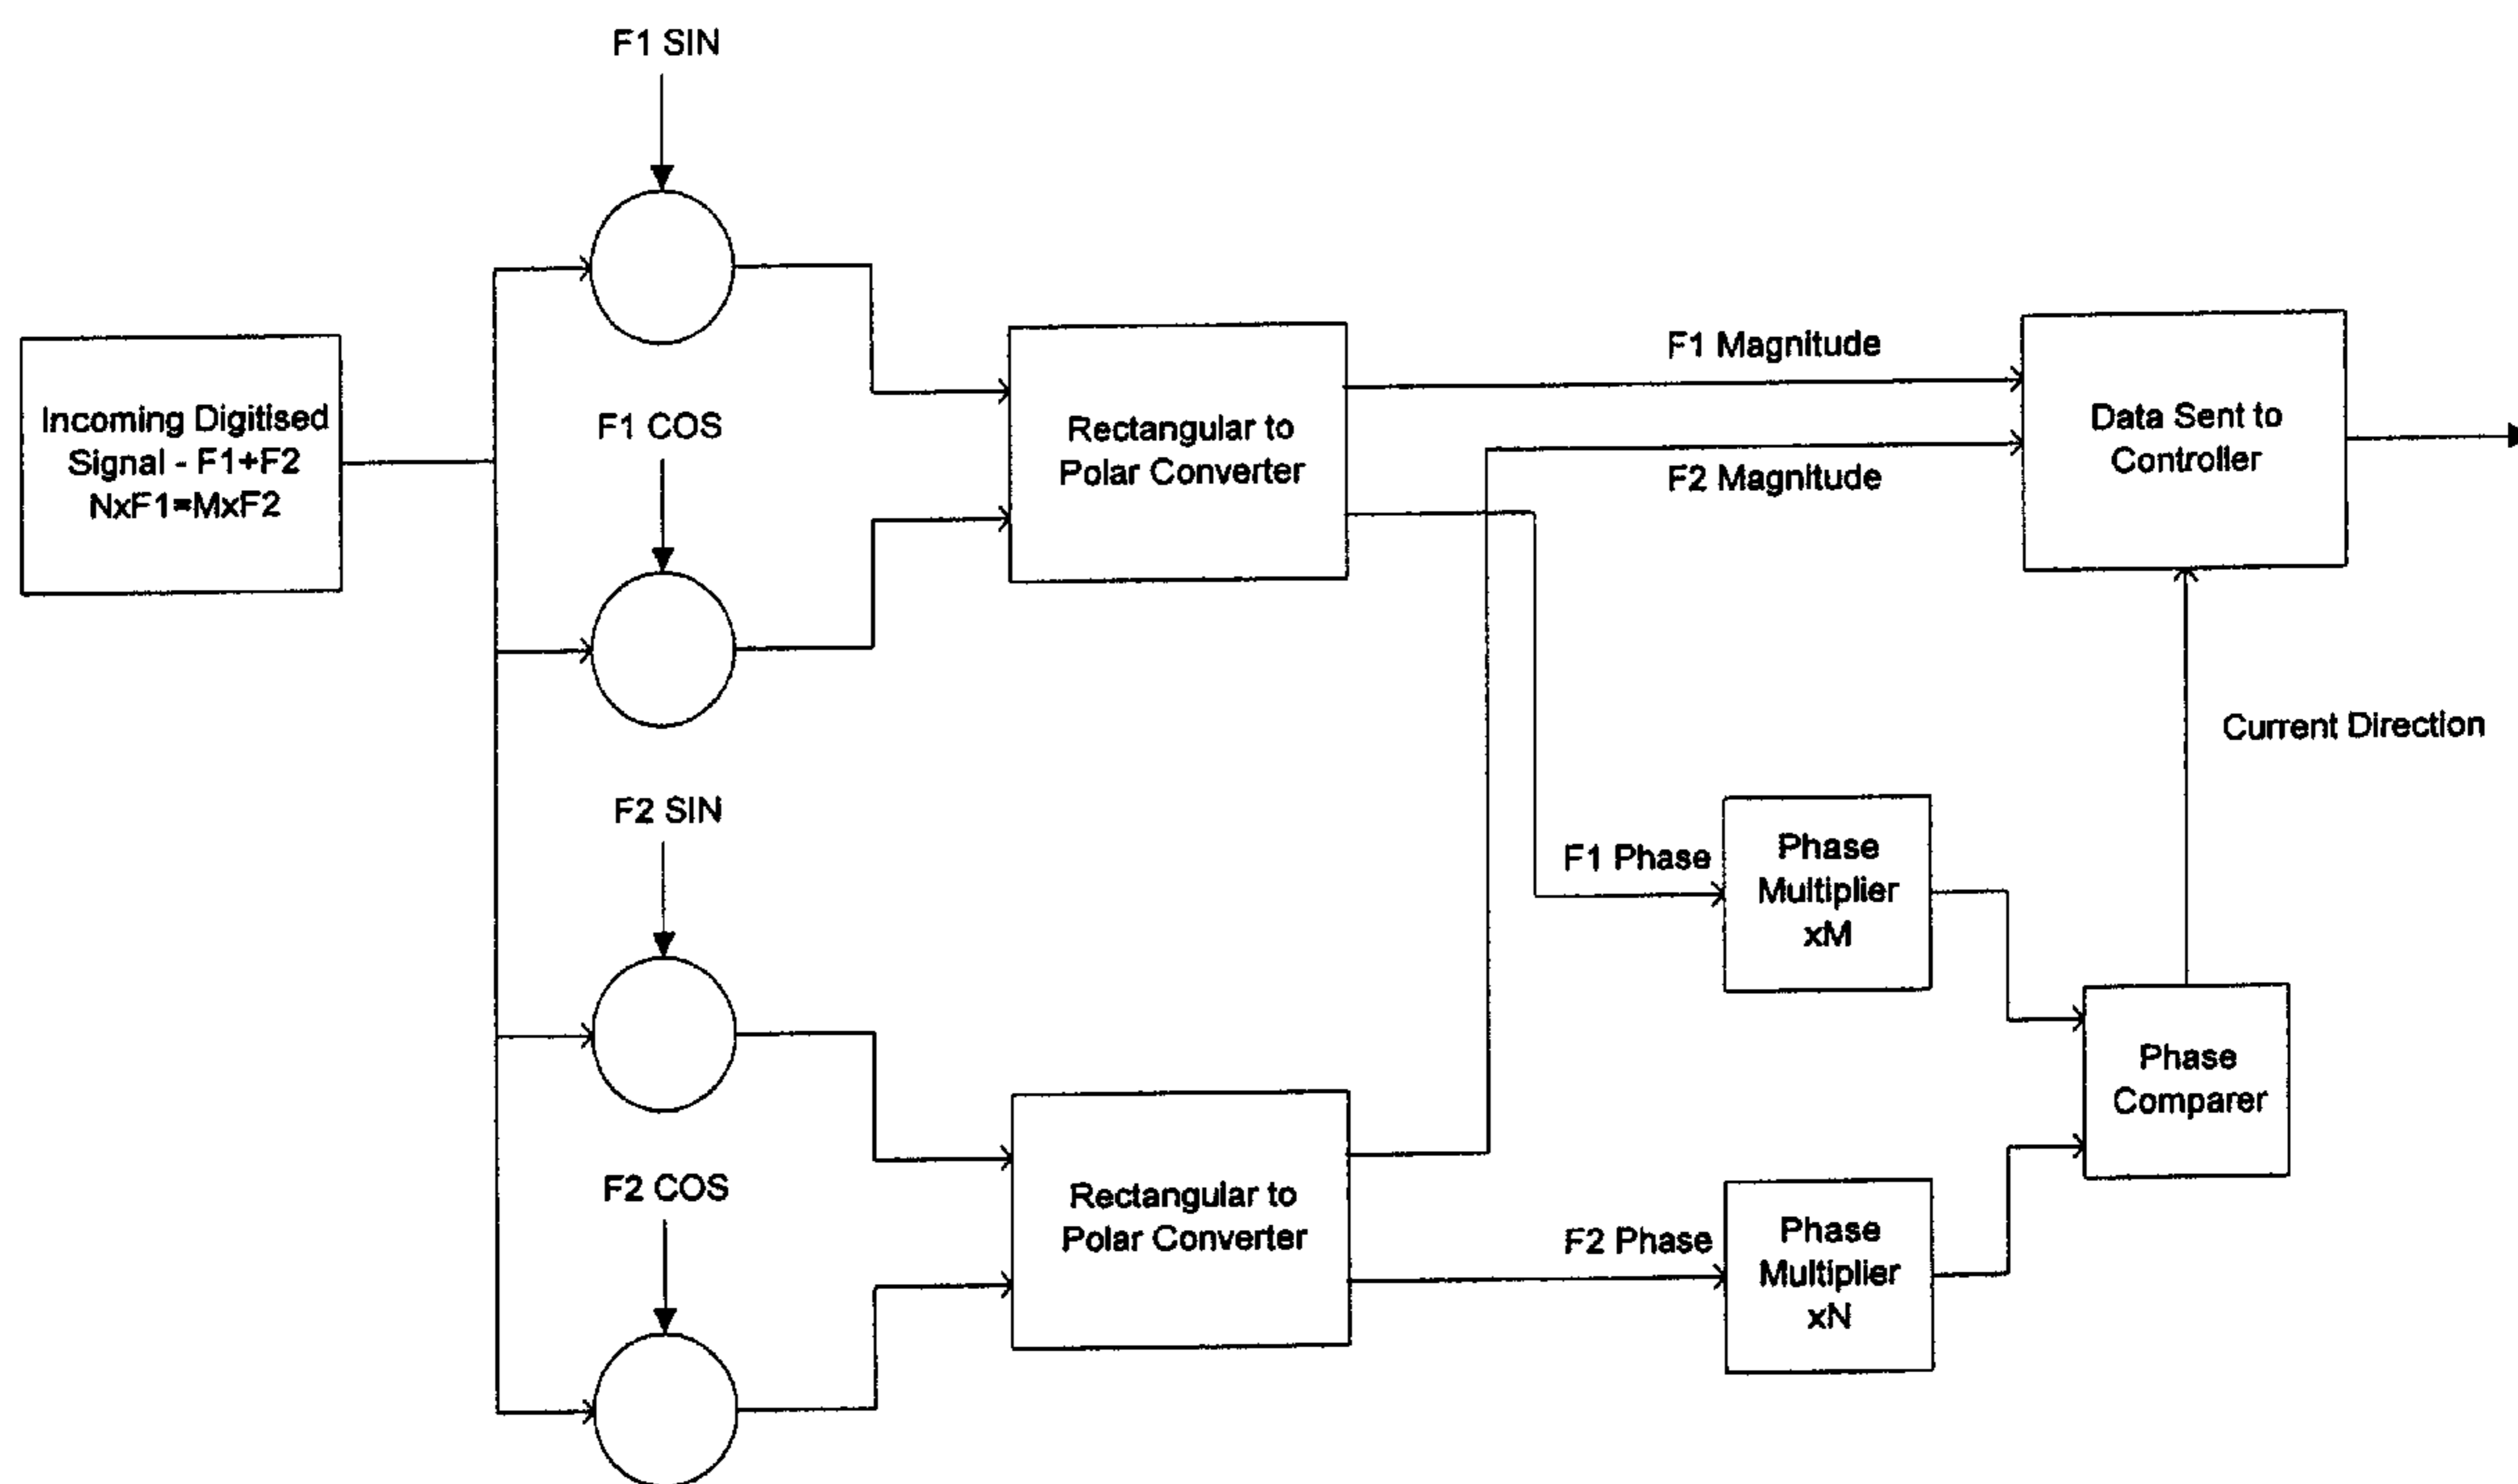 F1 SIN
Incoming Digitised
Signal - F1+F2
NxF1=MxF2
F1 COS
Rectangular to
Polar Converter
F1 Magnitude
F2 Magnitude
Data Sent to
Controller
Current Direction
F2 SIN
F1 Phase
Phase
Multiplier
xM
Phase
Comparer
F2 COS
Rectangular to
Polar Converter
F2 Phase
Phase
Multiplier
xN